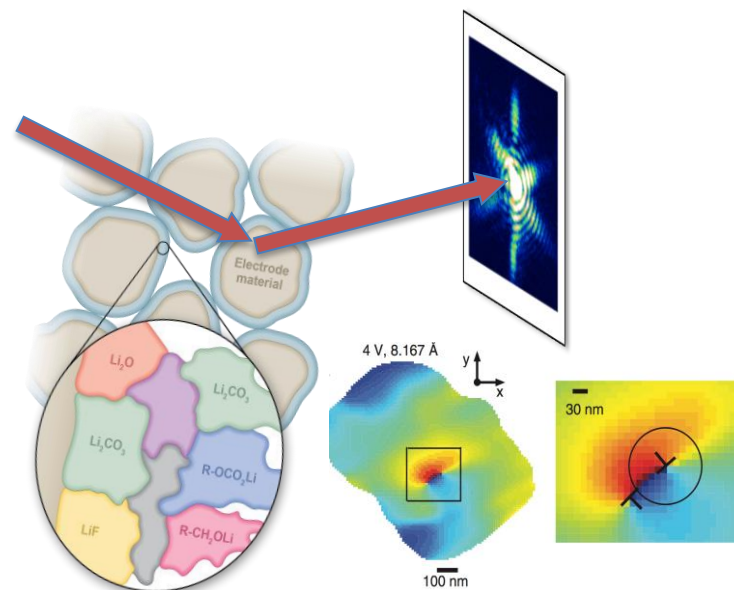 Electrode
material
Li₂O
Li₂CO₃
Li₂CO₃
R-OCO₂Li
LiF
R-CH₂OLi
4 V, 8.167 Å
y
x
100 nm
30 nm